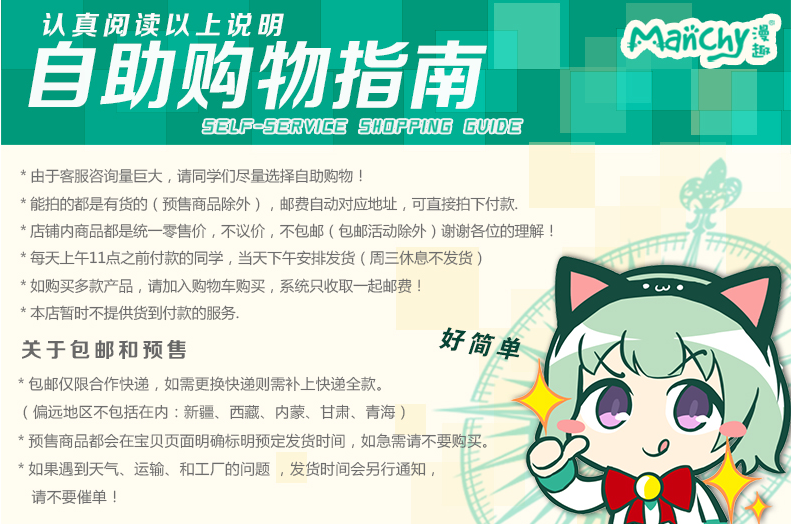 认真阅读以上说明
Manchy漫趣®
自助购物指南
SELF-SERVICE SHOPPING GUIDE
* 由于客服咨询量巨大，请同学们尽量选择自助购物！
* 能拍的都是有货的（预售商品除外），邮费自动对应地址，可直接拍下付款.
* 店铺内商品都是统一零售价，不议价，不包邮（包邮活动除外）谢谢各位的理解！
* 每天上午11点之前付款的同学，当天下午安排发货（周三休息不发货）
* 如购买多款产品，请加入购物车购买，系统只收取一起邮费！
* 本店暂时不提供货到付款的服务.
好简单
关于包邮和预售
* 包邮仅限合作快递，如需更换快递则需补上快递全款。
（偏远地区不包括在内：新疆、西藏、内蒙、甘肃、青海）
* 预售商品都会在宝贝页面明确标明预定发货时间，如急需请不要购买。
* 如果遇到天气、运输、和工厂的问题，发货时间会另行通知，
请不要催单！